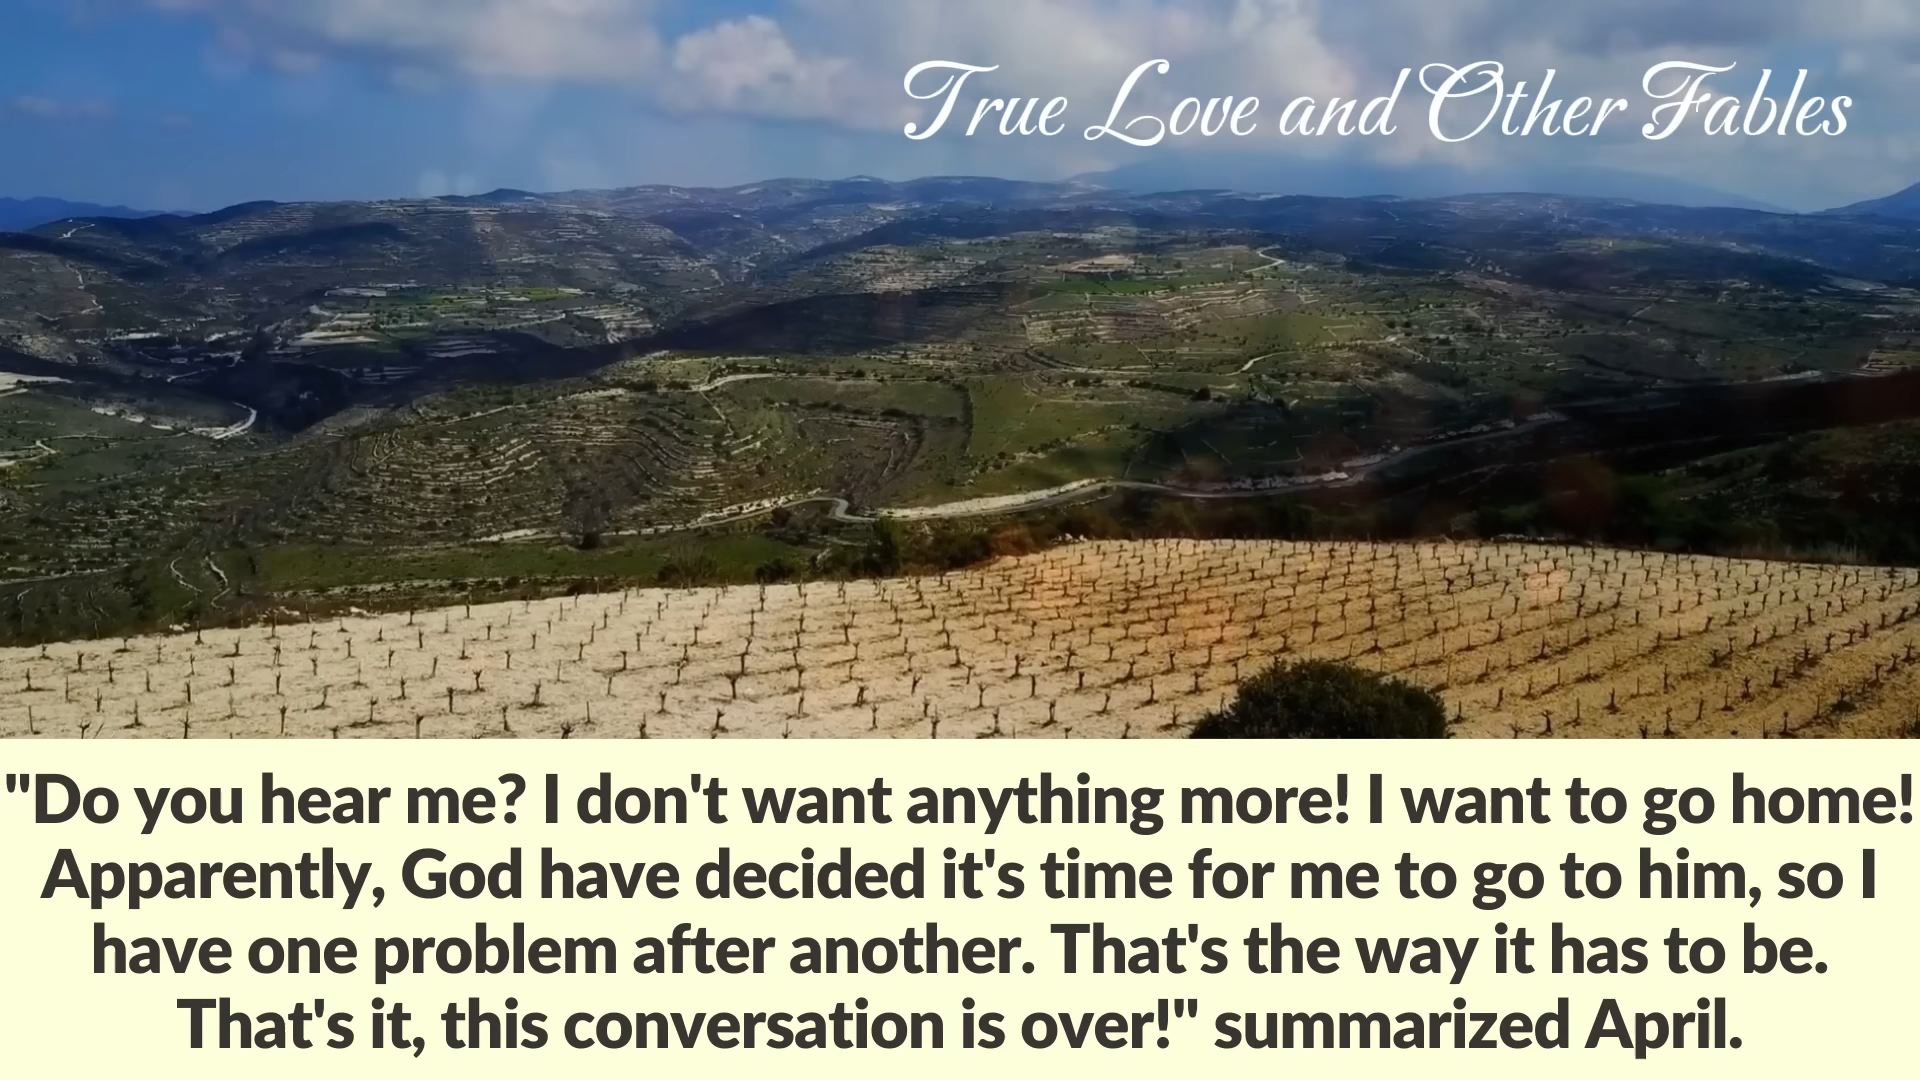 True Love and Other Fables
"Do you hear me? I don't want anything more! I want to go home!
Apparently, God have decided it's time for me to go to him, so I
have one problem after another. That's the way it has to be.
That's it, this conversation is over!" summarized April.